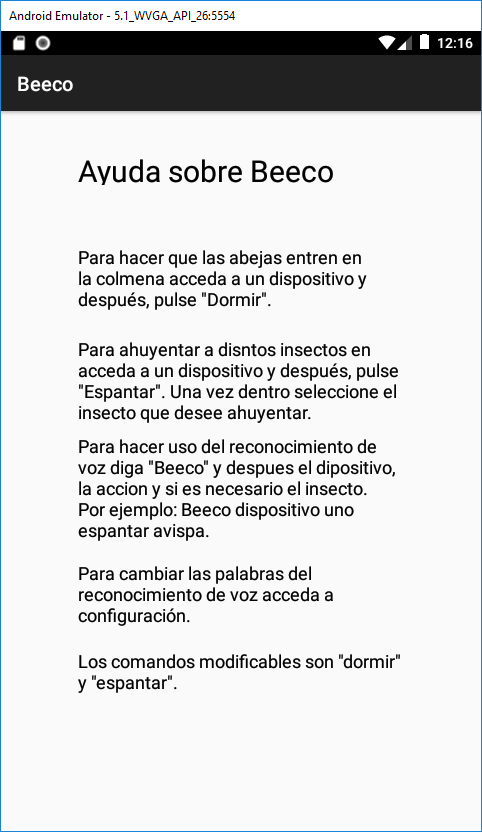 Android Emulator - 5.1_WVGA_API_26:5554
12:16
Beeco
Ayuda sobre Beeco
Para hacer que las abejas entren en
la colmena acceda a un dispositivo y
después, pulse "Dormir".
Para ahuyentar a disntos insectos en
acceda a un dispositivo y después, pulse
"Espantar". Una vez dentro seleccione el
insecto que desee ahuyentar.
Para hacer uso del reconocimiento de
voz diga "Beeco" y despues el dipositivo,
la accion y si es necesario el insecto.
Por ejemplo: Beeco dispositivo uno
espantar avispa.
Para cambiar las palabras del
reconocimiento de voz acceda a
configuración.
Los comandos modificables son "dormir"
y "espantar".